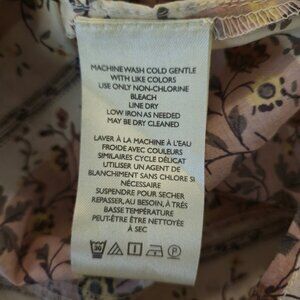 MACHINE WASH COLD GENTLE
WITH LIKE COLORS
USE ONLY NON-CHLORINE
BLEACH
LINE DRY
LOW IRON AS NEEDED
MAY BE DRY CLEANED
LAVER À LA MACHINE À L'EAU
FROIDE AVEC COULEURS
SIMILAIRES CYCLE DÉLICAT
UTILISER UN AGENT DE
BLANCHIMENT SANS CHLORE SI
NÉCESSAIRE
SUSPENDRE POUR SECHER
REPASSER, AU BESOIN, À TRÈS
BASSE TEMPÉRATURE
PEUT-ÊTRE ÊTRE NETTOYÉE
À SEC